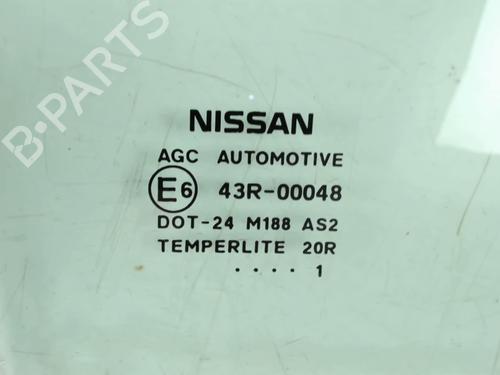 B-PARTS
NISSAN
AGC AUTOMOTIVE
E6 43R-00048
DOT-24 M188 AS2
TEMPERLITE 20R
.... 1